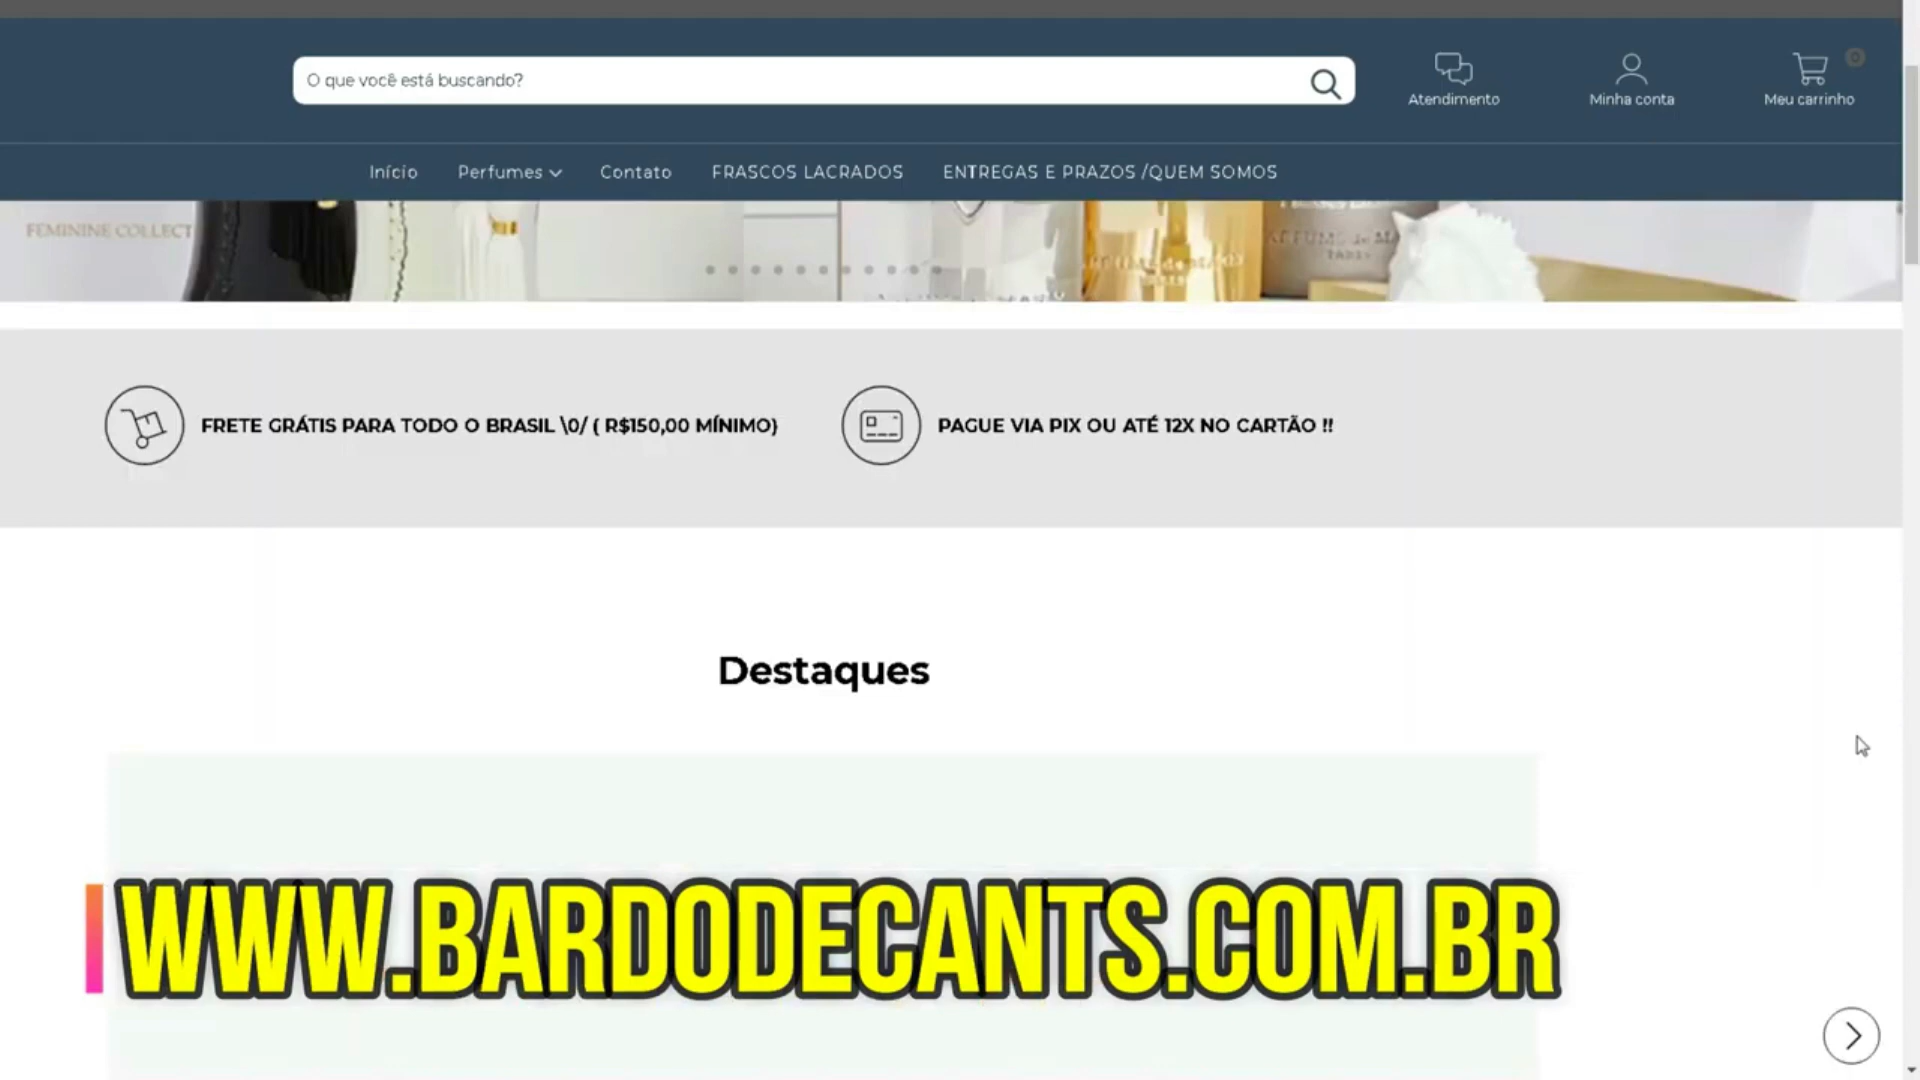 O que você está buscando?
Atendimento
Minha conta
0
Meu carrinho
Início
Perfumes
Contato
FRASCOS LACRADOS
ENTREGAS E PRAZOS /QUEM SOMOS
FEMININE COLLECT
PARIS
FRETE GRÁTIS PARA TODO O BRASIL \0/ ( R$150,00 MÍNIMO)
PAGUE VIA PIX OU ATÉ 12X NO CARTÃO !!
Destaques
WWW.BARDODECANTS.COM.BR